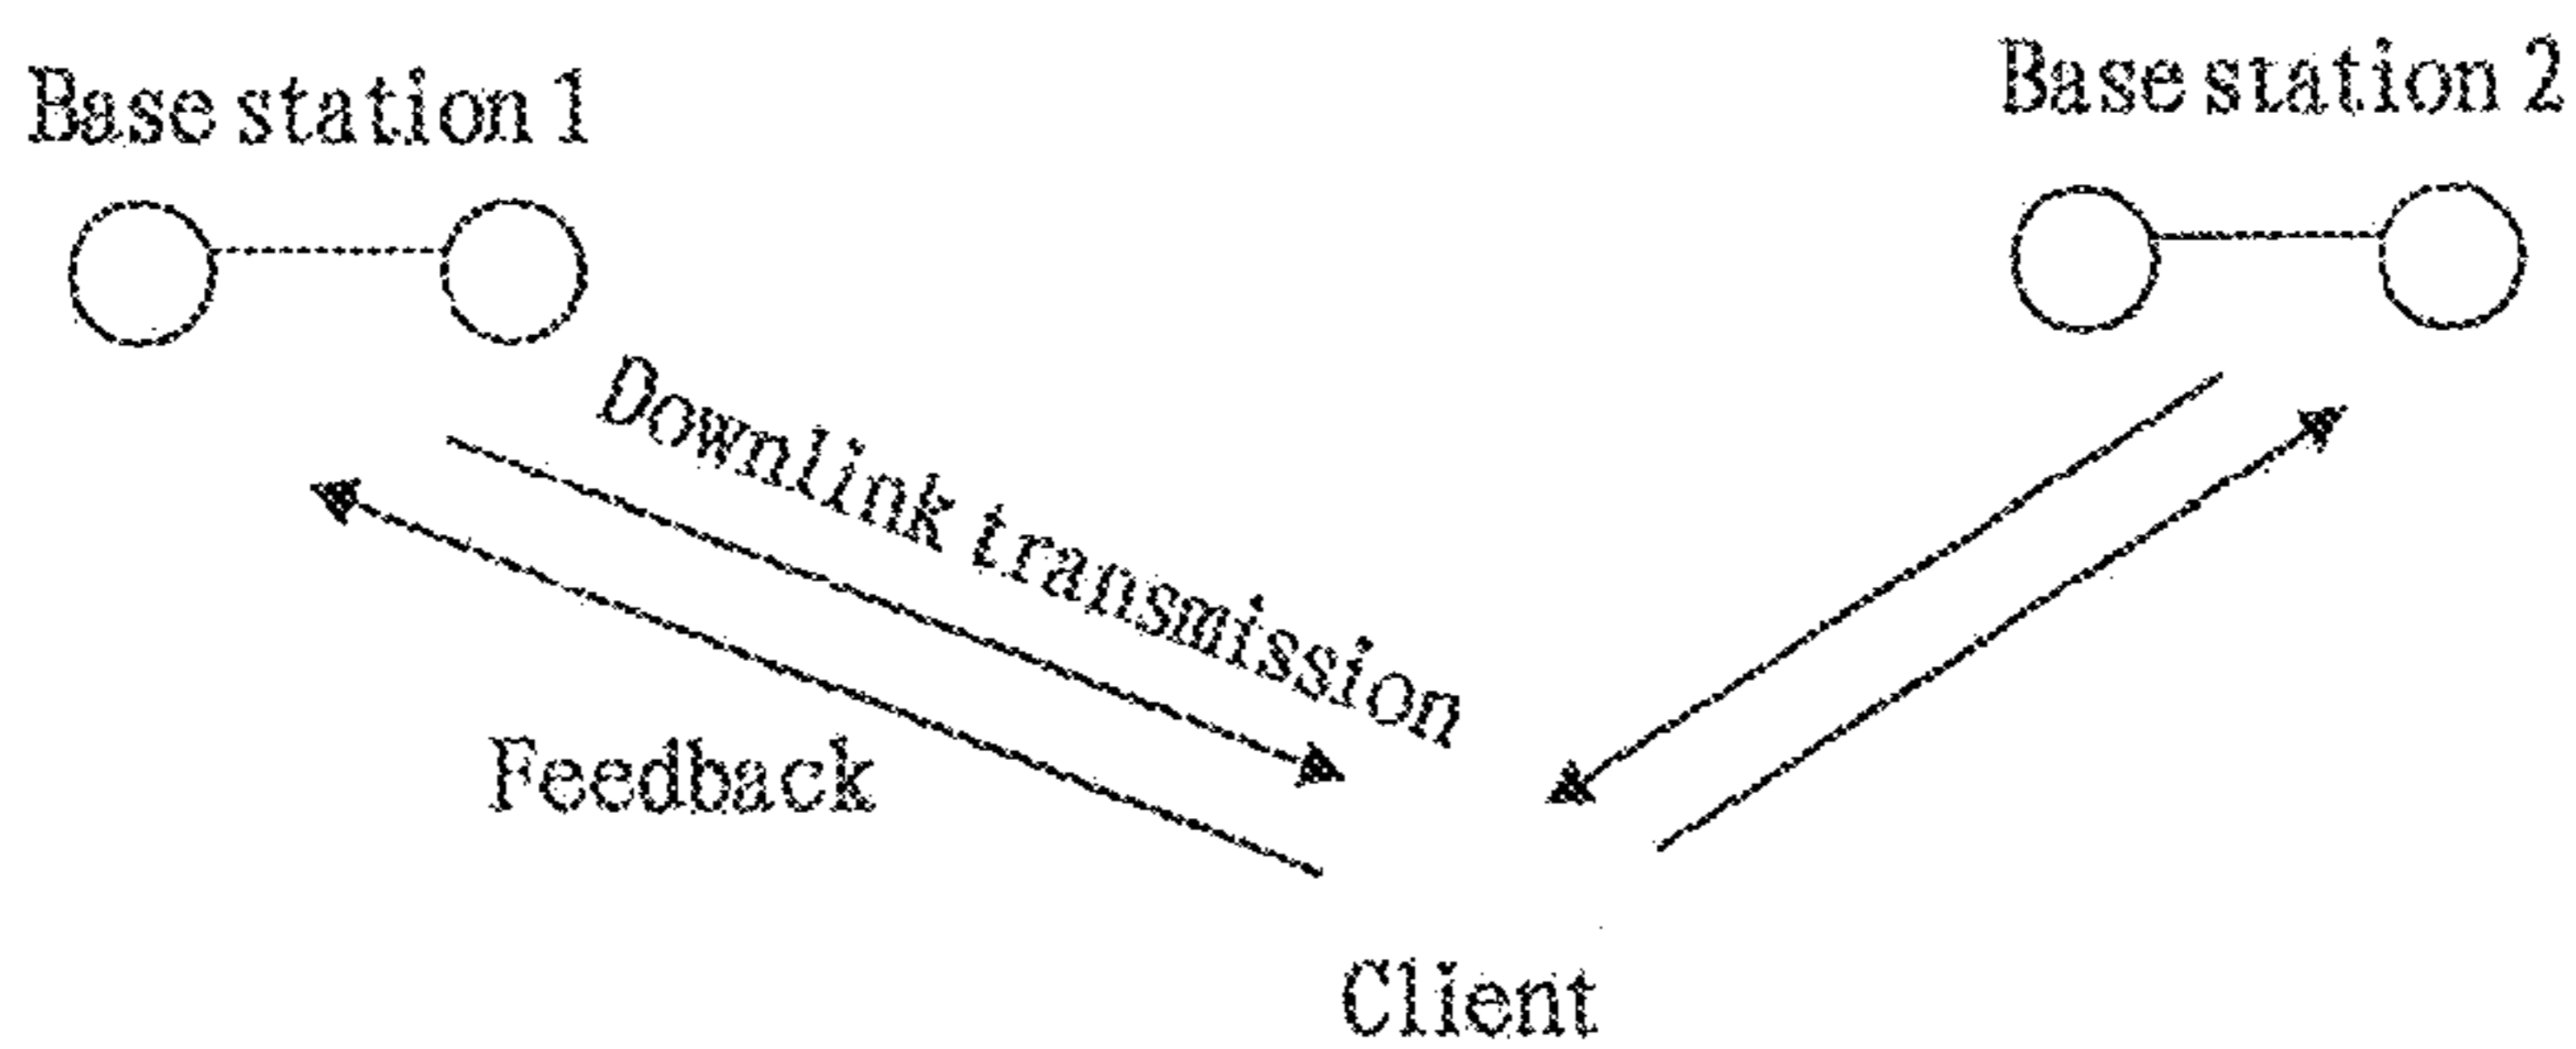 Base station 1
Base station 2
Downlink transmission
Feedback
Client